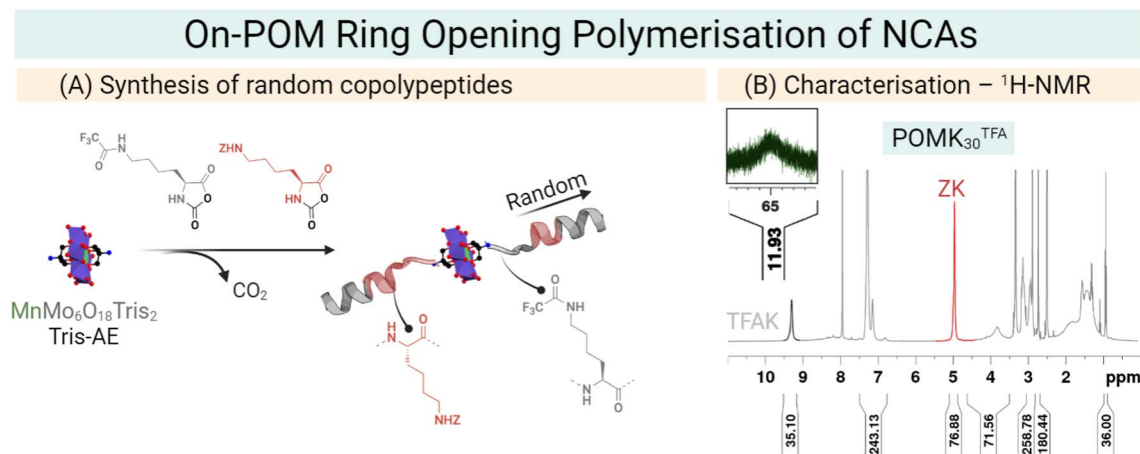 On-POM Ring Opening Polymerisation of NCAs
(A) Synthesis of random copolypeptides
(B) Characterisation – ¹H-NMR
F₃C
H
N
O
O
HN
O
O
ZHN
O
HN
O
O
CO₂
MnMo₆O₁₈Tris₂
Tris-AE
Random
H
N
O
NHZ
O
F₃C
NH
N
H
O
POMK₃₀ᵀᶠᴬ
65
11.93
ZK
TFAK
10 9 8 7 6 5 4 3 2 ppm
35.10
243.13
76.88
71.56
258.78
180.44
36.00